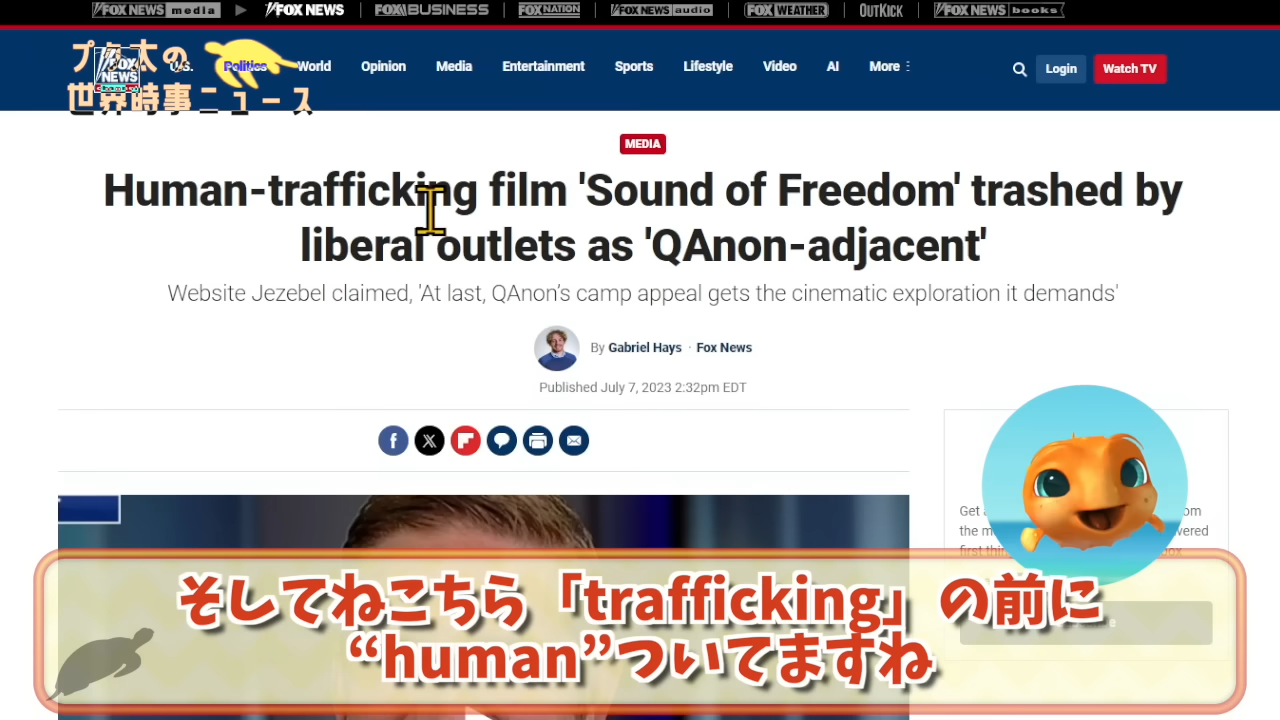 FOX NEWS media
FOX NEWS
FOX BUSINESS
FOX NATION
FOX NEWS audio
FOX WEATHER
OUTKICK
FOX NEWS books
世界時事ニュース
FOX
NEWS
U.S.
Politics
World
Opinion
Media
Entertainment
Sports
Lifestyle
Video
AI
More
Login
Watch TV
MEDIA
Human-trafficking film 'Sound of Freedom' trashed by
liberal outlets as 'QAnon-adjacent'
Website Jezebel claimed, 'At last, QAnon's camp appeal gets the cinematic exploration it demands'
By Gabriel Hays · Fox News
Published July 7, 2023 2:32pm EDT
Get
the
first
そしてねこちら「trafficking」の前に
“human”ついてますね